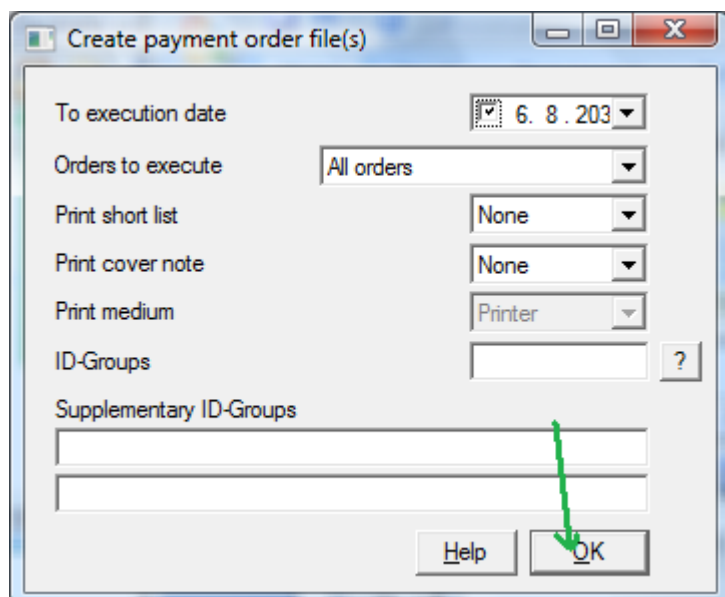 Create payment order file(s)
To execution date 6. 8 . 203
Orders to execute All orders
Print short list None
Print cover note None
Print medium Printer
ID-Groups ?
Supplementary ID-Groups
Help OK